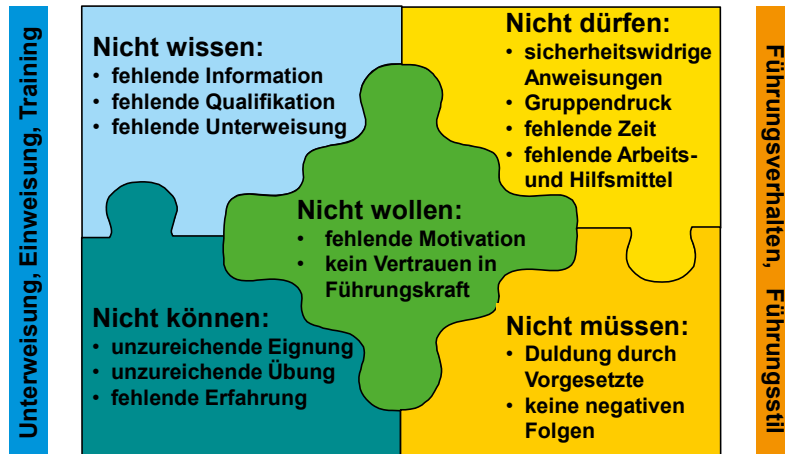 Unterweisung, Einweisung, Training
Nicht wissen:
• fehlende Information
• fehlende Qualifikation
• fehlende Unterweisung
Nicht dürfen:
• sicherheitswidrige
Anweisungen
• Gruppendruck
• fehlende Zeit
• fehlende Arbeits-
und Hilfsmittel
Nicht wollen:
• fehlende Motivation
• kein Vertrauen in
Führungskraft
Nicht können:
• unzureichende Eignung
• unzureichende Übung
• fehlende Erfahrung
Nicht müssen:
• Duldung durch
Vorgesetzte
• keine negativen
Folgen
Führungsverhalten, Führungsstil